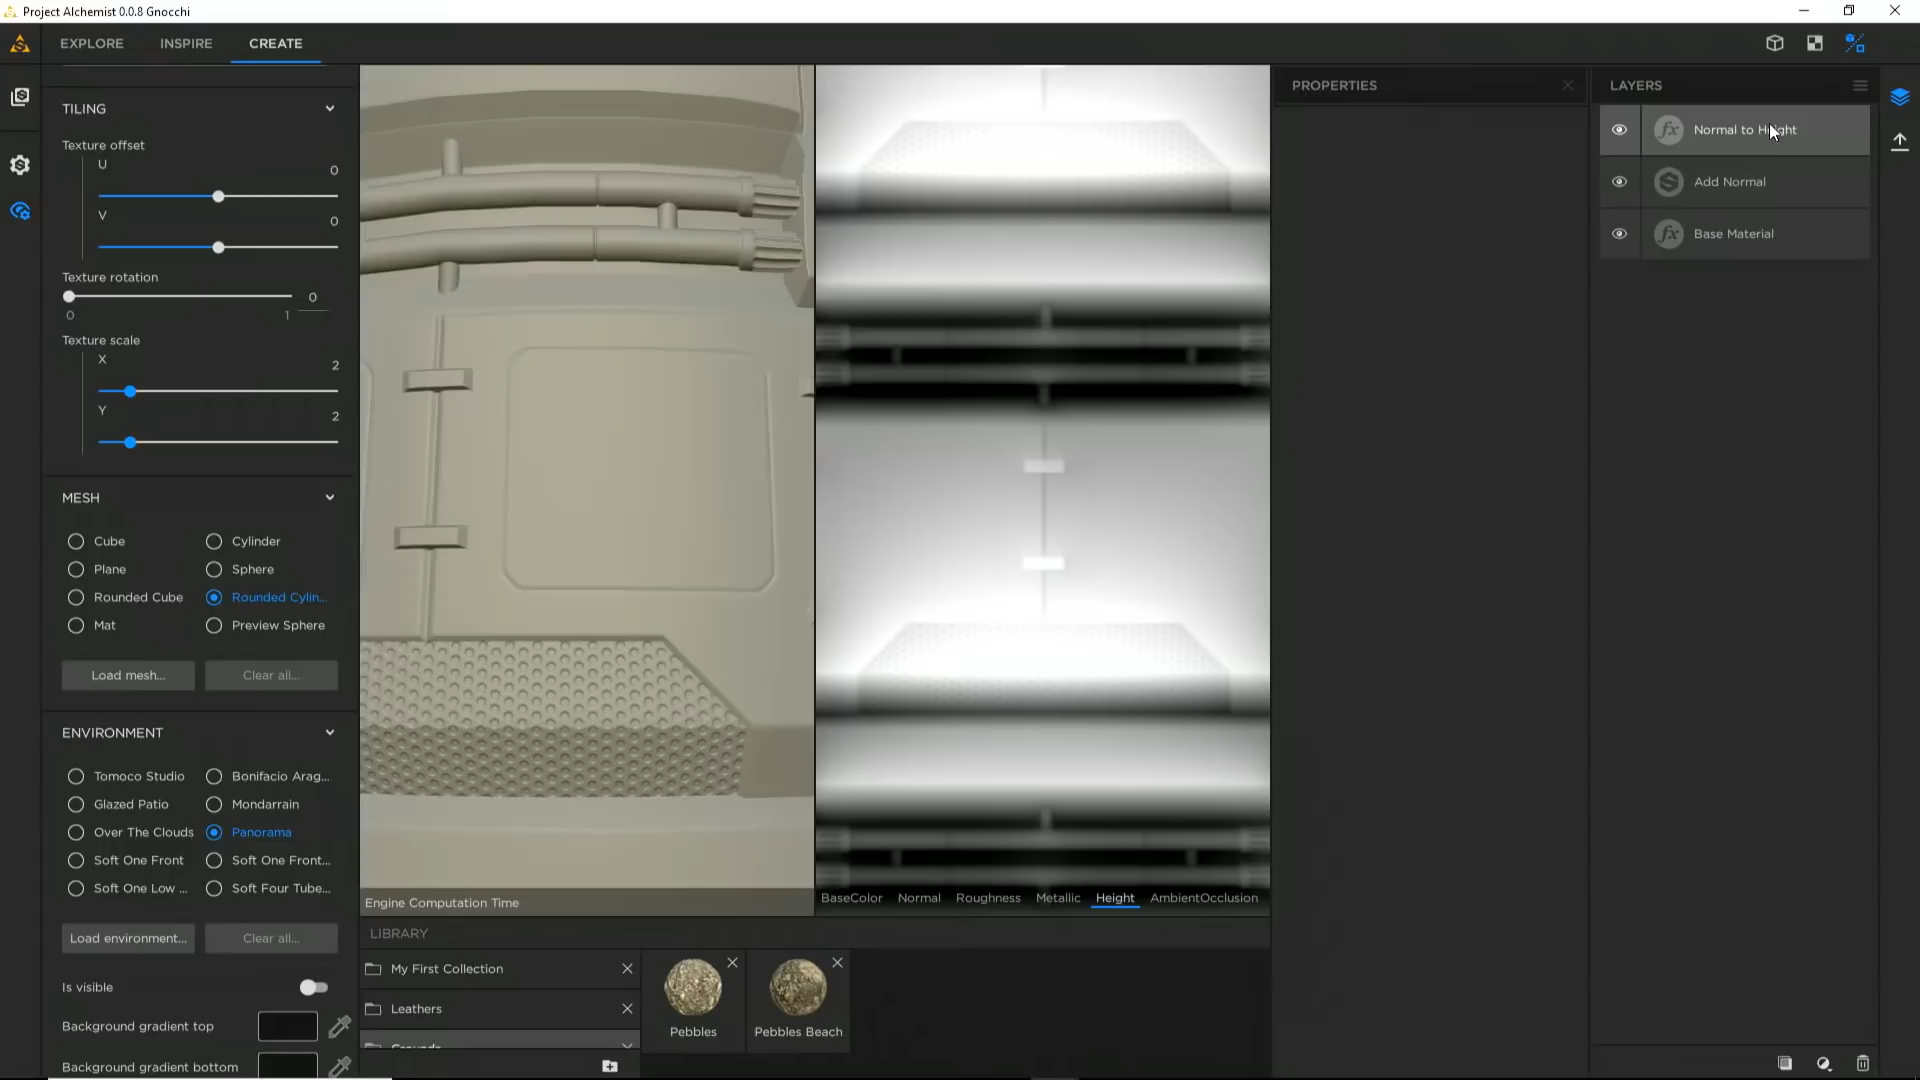 Project Alchemist 0.0.8 Gnocchi
EXPLORE INSPIRE CREATE
TILING
Texture offset
U 0
V 0
Texture rotation
0
0 1
Texture scale
X 2
Y 2
MESH
Cube Cylinder
Plane Sphere
Rounded Cube Rounded Cylin...
Mat Preview Sphere
Load mesh... Clear all...
ENVIRONMENT
Tomoco Studio Bonifacio Arag...
Glazed Patio Mondarrain
Over The Clouds Panorama
Soft One Front Soft One Front...
Soft One Low ... Soft Four Tube...
Load environment... Clear all...
Is visible
Background gradient top
Background gradient bottom
Engine Computation Time
BaseColor Normal Roughness Metallic Height AmbientOcclusion
LIBRARY
My First Collection
Leathers
Grounds
Pebbles
Pebbles Beach
PROPERTIES
LAYERS
fx Normal to Height
Add Normal
fx Base Material